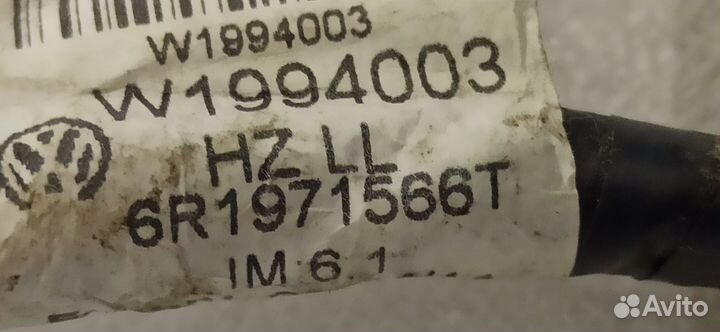 W1994003
W1994003
HZ LL
6R1971566T
IM 6.1
Avito